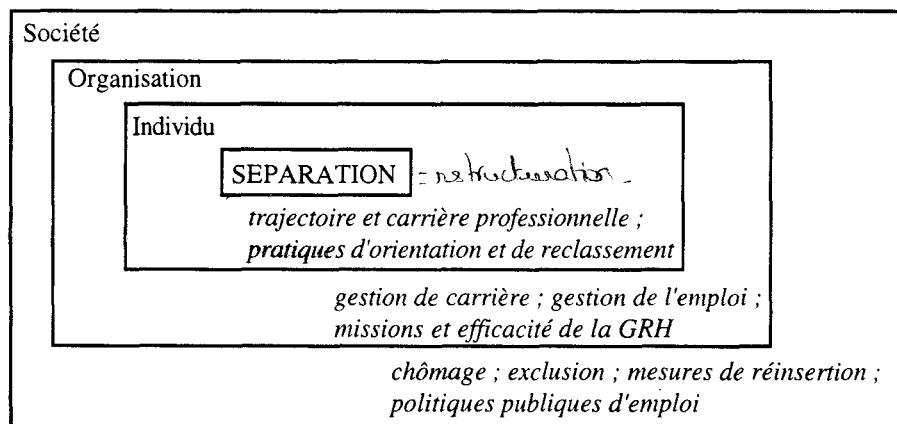 Société
Organisation
Individu
SEPARATION = restructuration
trajectoire et carrière professionnelle ;
pratiques d'orientation et de reclassement
gestion de carrière ; gestion de l'emploi ;
missions et efficacité de la GRH
chômage ; exclusion ; mesures de réinsertion ;
politiques publiques d'emploi